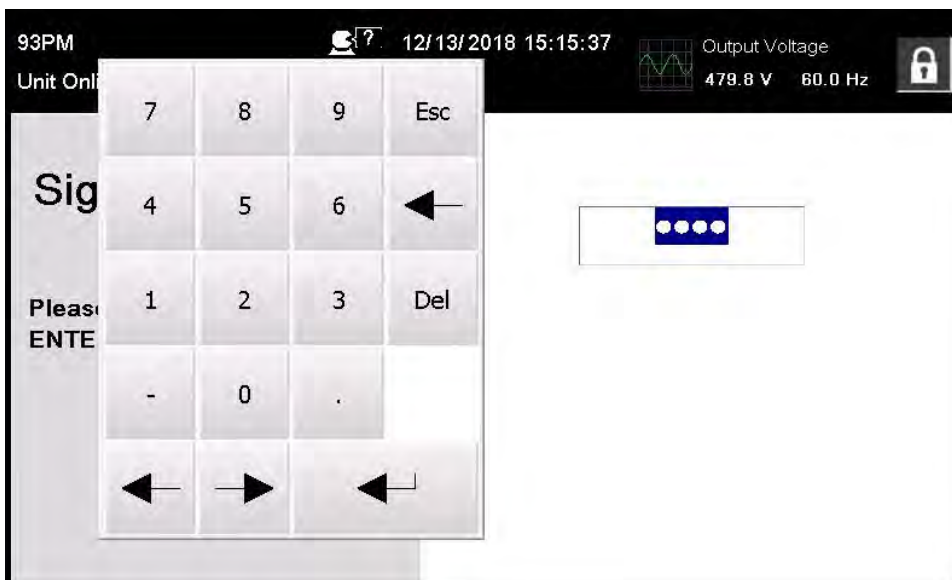 93PM
12/13/2018 15:15:37
Output Voltage
Unit Onli
479.8 V 60.0 Hz
7 8 9 Esc
Sig
4 5 6
Pleas
ENTE
1 2 3 Del
- 0 .